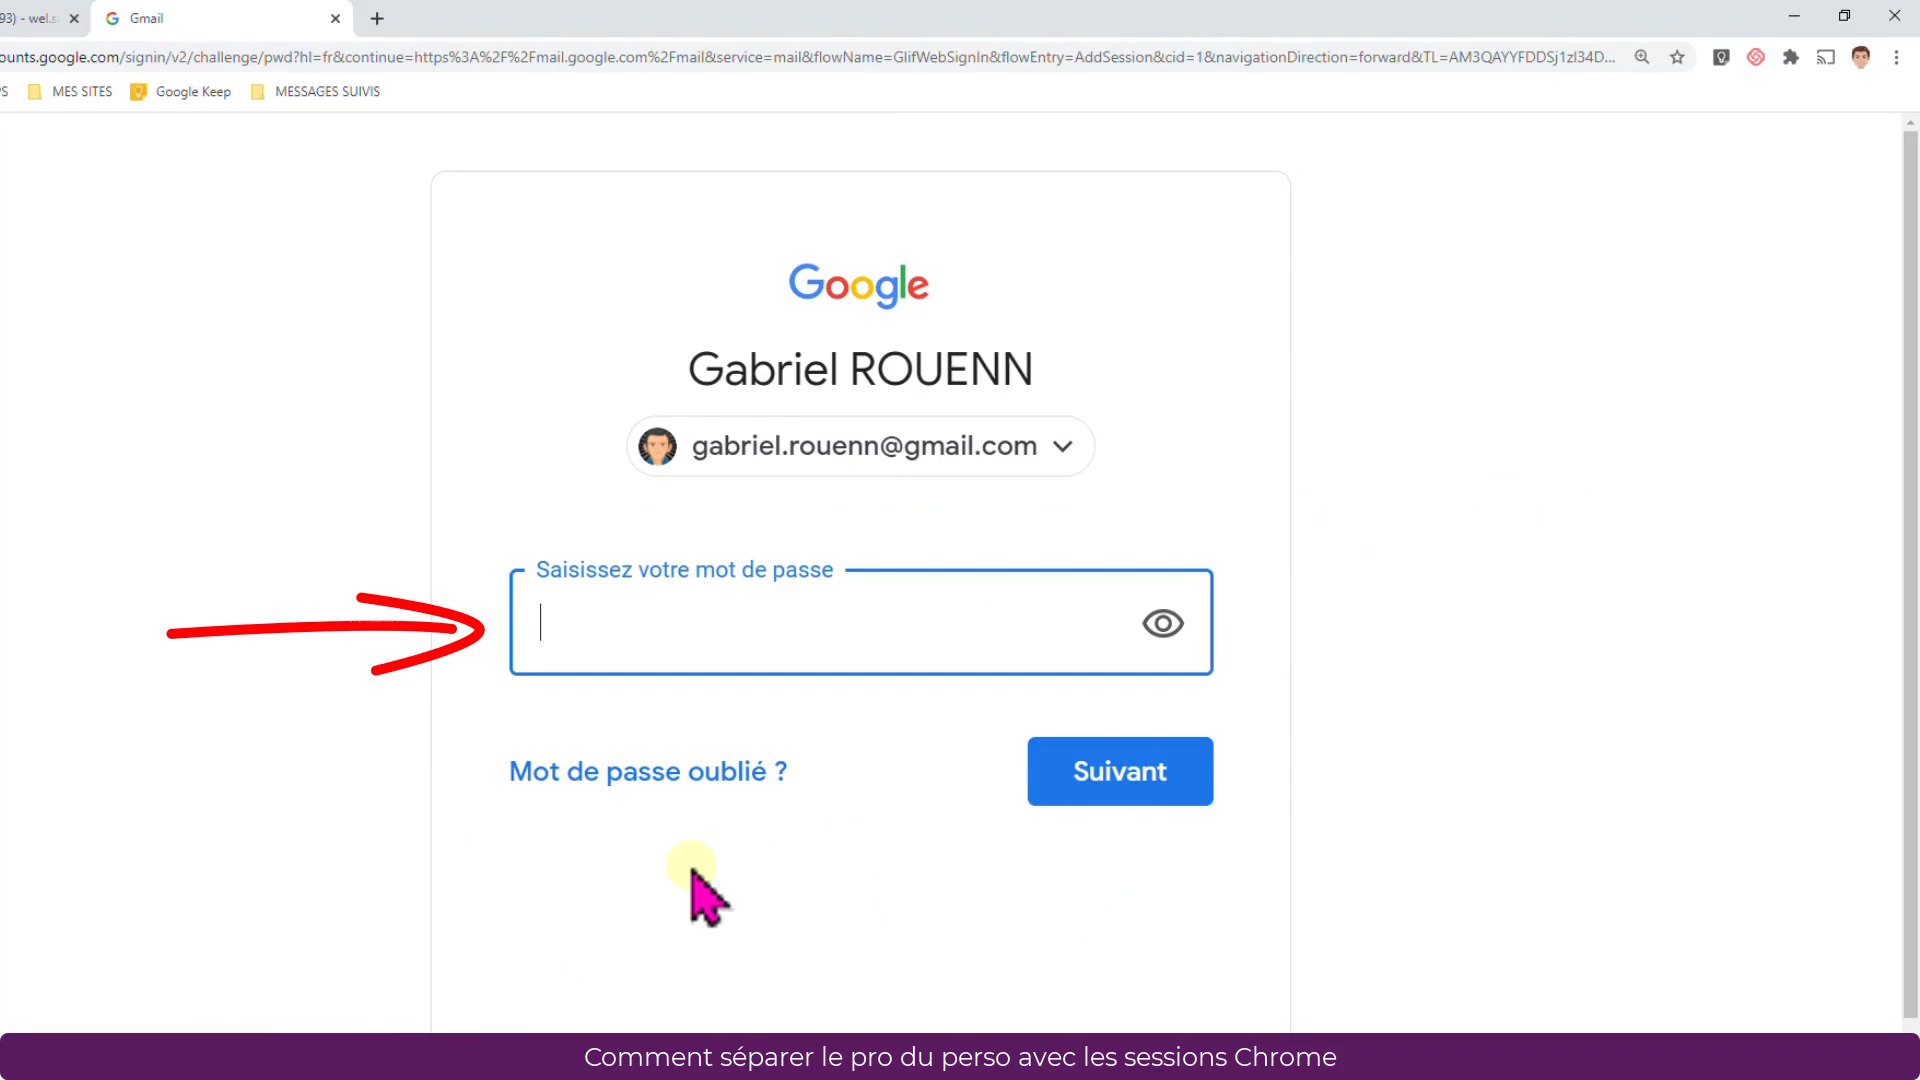 93) - wel.s
Gmail
ounts.google.com/signin/v2/challenge/pwd?hl=fr&continue=https%3A%2F%2Fmail.google.com%2Fmail&service=mail&flowName=GlifWebSignIn&flowEntry=AddSession&cid=1&navigationDirection=forward&TL=AM3QAYYFDDSj1zl34D...
S MES SITES Google Keep MESSAGES SUIVIS
Google
Gabriel ROUENN
gabriel.rouenn@gmail.com
Saisissez votre mot de passe
Mot de passe oublié ?
Suivant
Comment séparer le pro du perso avec les sessions Chrome